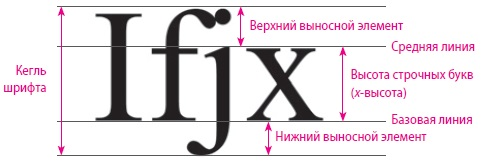 Верхний выносной элемент
Средняя линия
Кегль
шрифта
Ifjx
Высота строчных букв
(x-высота)
Базовая линия
Нижний выносной элемент